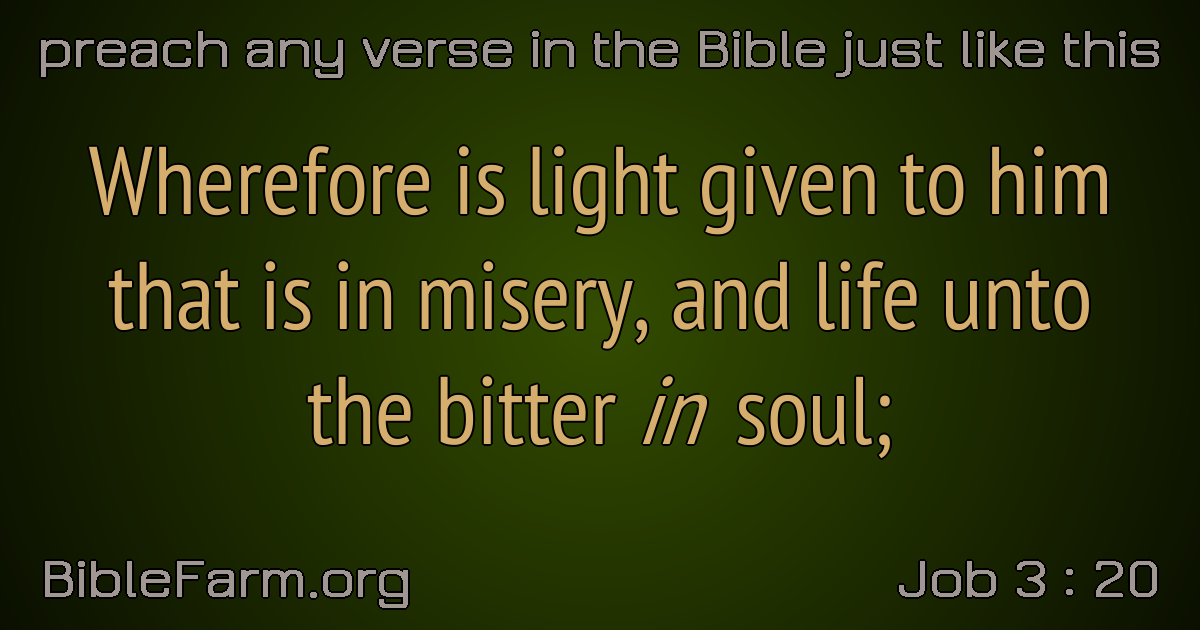 preach any verse in the Bible just like this
Wherefore is light given to him
that is in misery, and life unto
the bitter in soul;
BibleFarm.org
Job 3 : 20